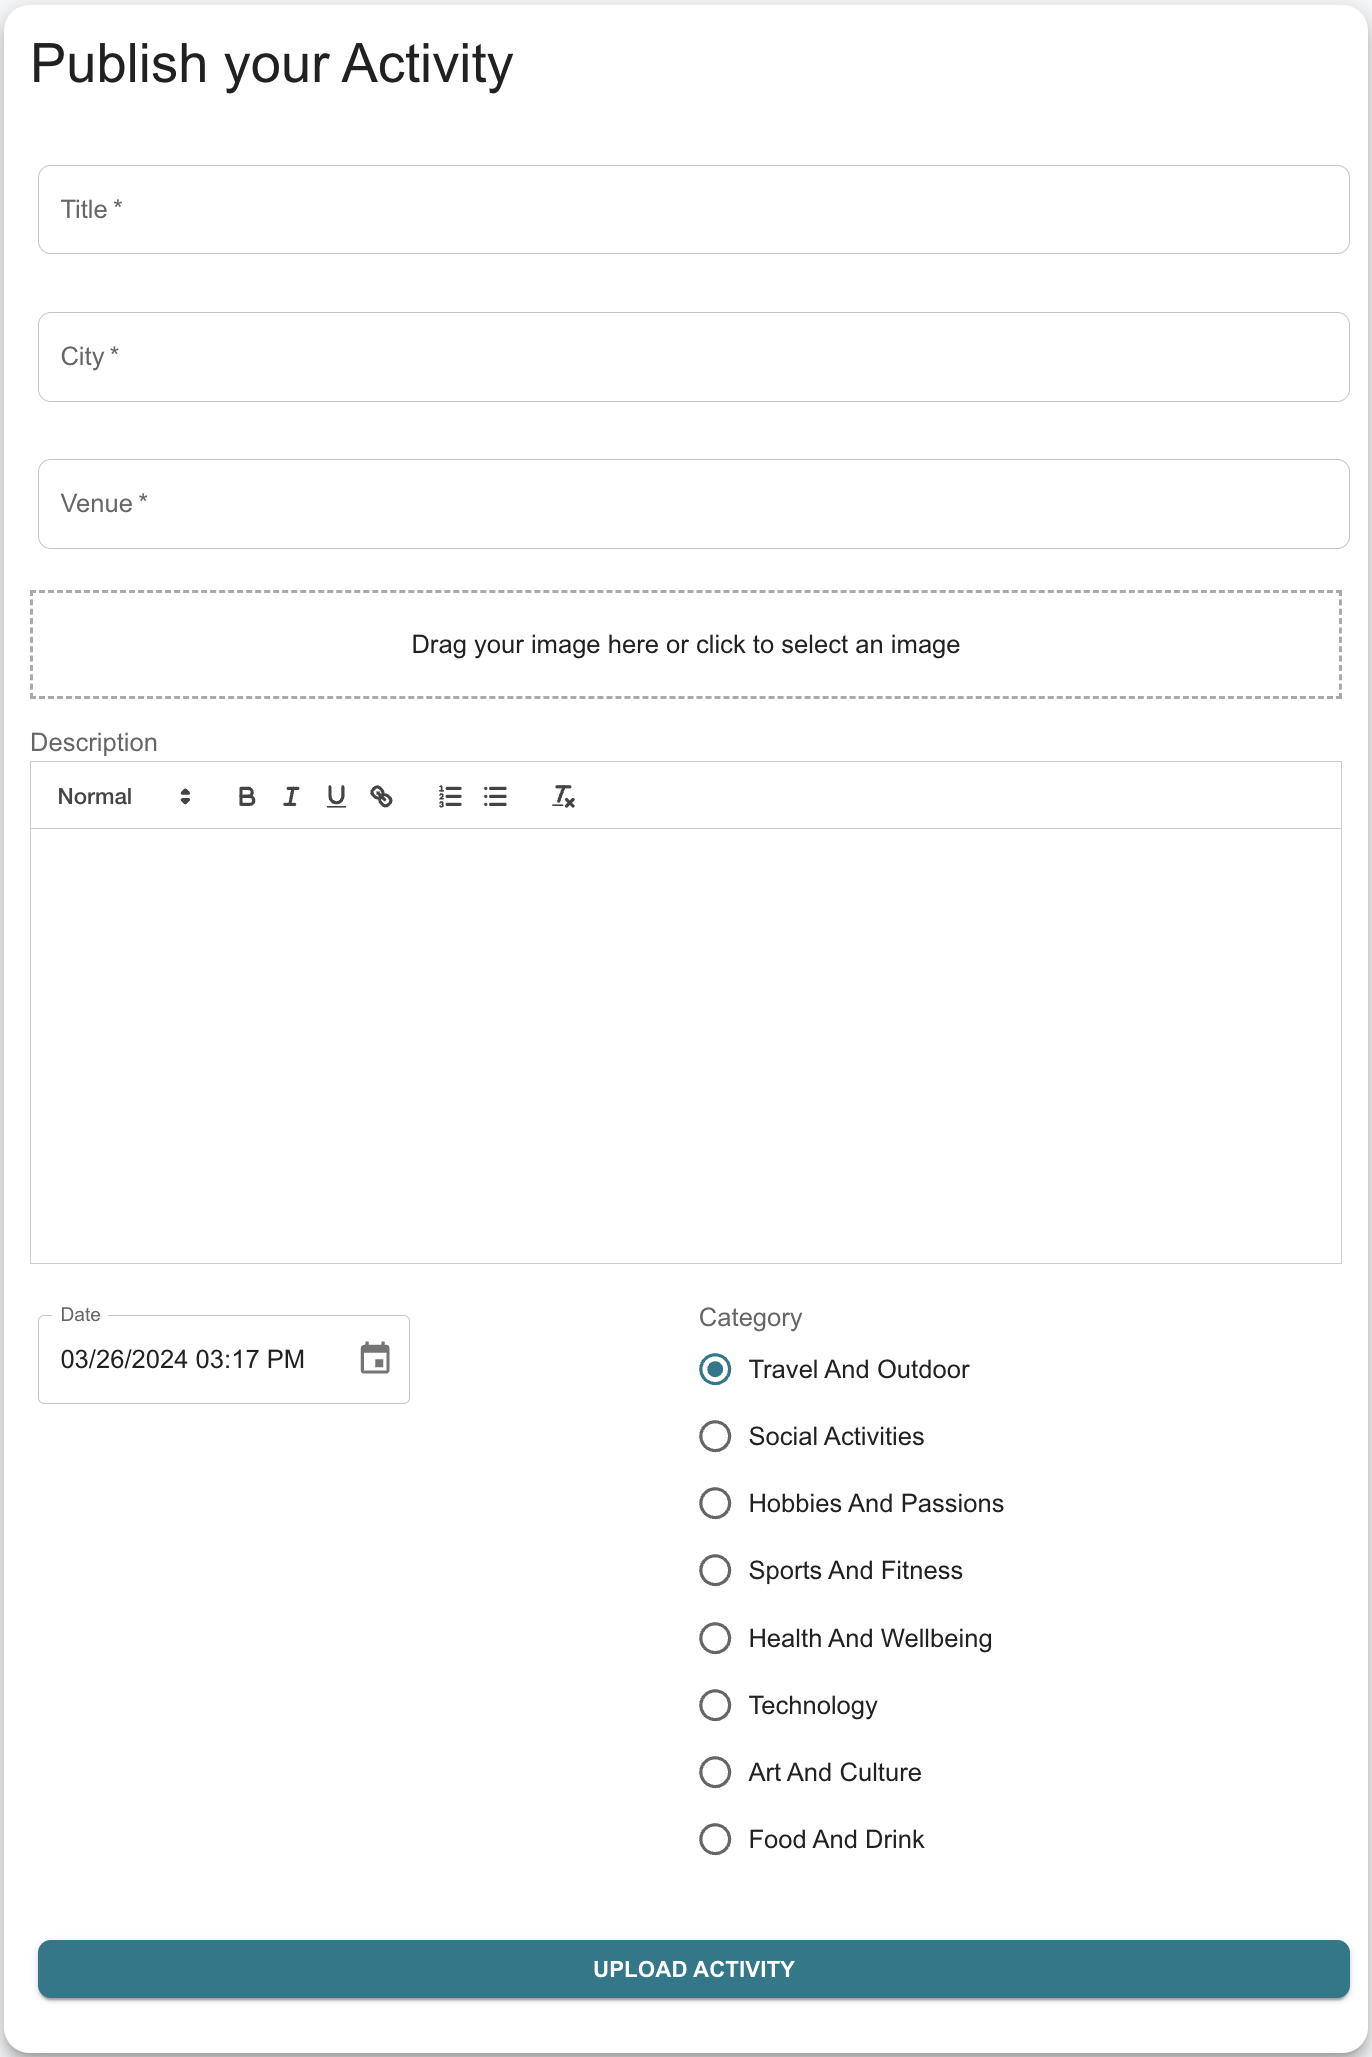 Publish your Activity
Title *
City *
Venue *
Drag your image here or click to select an image
Description
Normal
Date
03/26/2024 03:17 PM
Category
Travel And Outdoor
Social Activities
Hobbies And Passions
Sports And Fitness
Health And Wellbeing
Technology
Art And Culture
Food And Drink
UPLOAD ACTIVITY